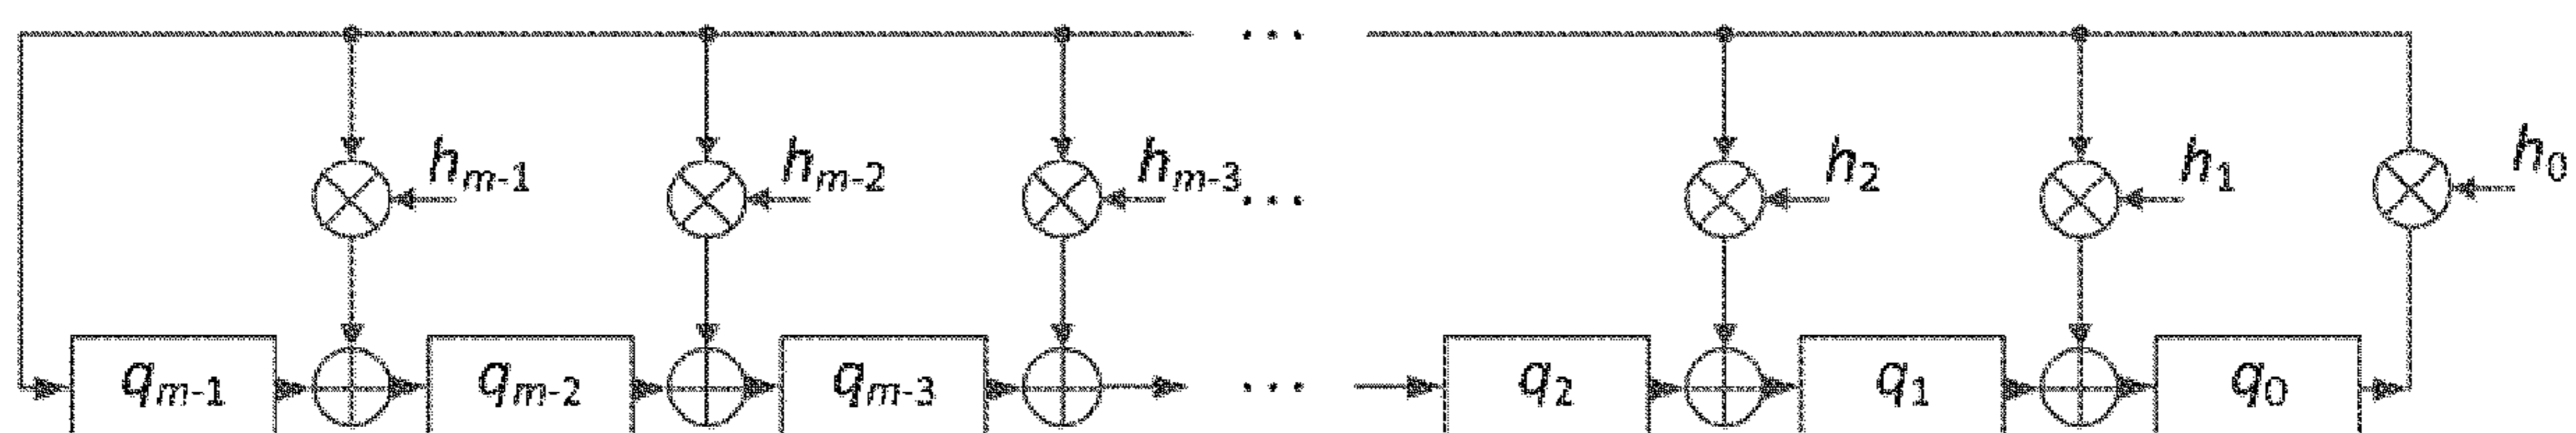 ...
h_{m-1} h_{m-2} h_{m-3} ... h_2 h_1 h_0
q_{m-1} q_{m-2} q_{m-3} ... q_2 q_1 q_0